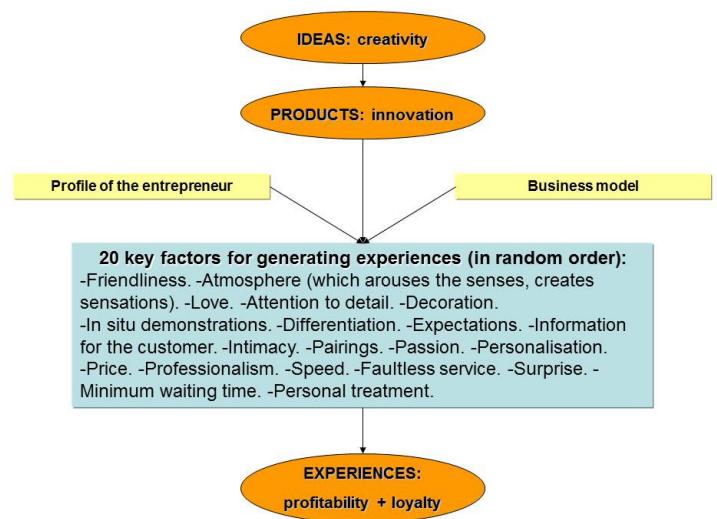 IDEAS: creativity
PRODUCTS: innovation
Profile of the entrepreneur
Business model
20 key factors for generating experiences (in random order):
-Friendliness. -Atmosphere (which arouses the senses, creates
sensations). -Love. -Attention to detail. -Decoration.
-In situ demonstrations. -Differentiation. -Expectations. -Information
for the customer. -Intimacy. -Pairings. -Passion. -Personalisation.
-Price. -Professionalism. -Speed. -Faultless service. -Surprise. -
Minimum waiting time. -Personal treatment.
EXPERIENCES:
profitability + loyalty